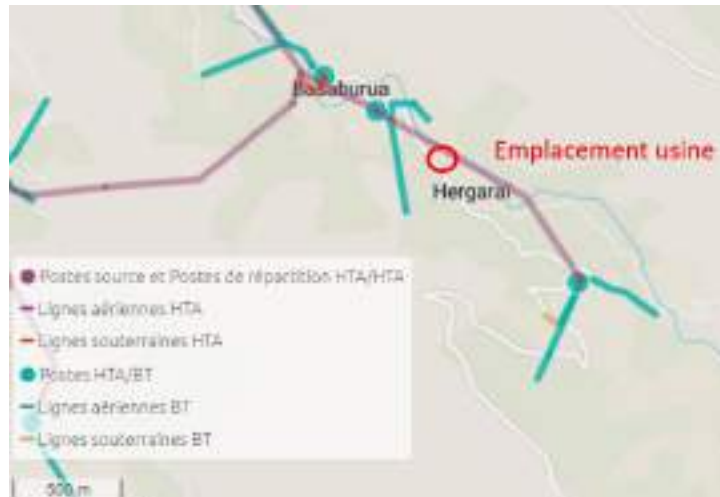 Basaburua
Emplacement usine
Hergarai
Postes source et Postes de répartition HTA/HTA
Lignes aériennes HTA
Lignes souterraines HTA
Postes HTA/BT
Lignes aériennes BT
Lignes souterraines BT
500 m